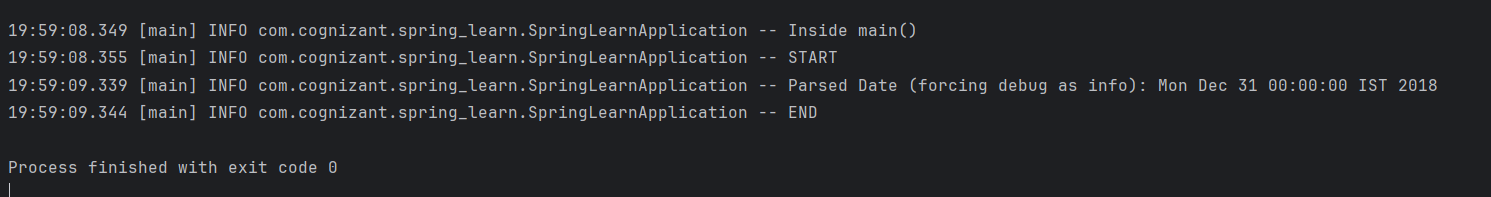 19:59:08.349 [main] INFO com.cognizant.spring_learn.SpringLearnApplication -- Inside main()
19:59:08.355 [main] INFO com.cognizant.spring_learn.SpringLearnApplication -- START
19:59:09.339 [main] INFO com.cognizant.spring_learn.SpringLearnApplication -- Parsed Date (forcing debug as info): Mon Dec 31 00:00:00 IST 2018
19:59:09.344 [main] INFO com.cognizant.spring_learn.SpringLearnApplication -- END
Process finished with exit code 0